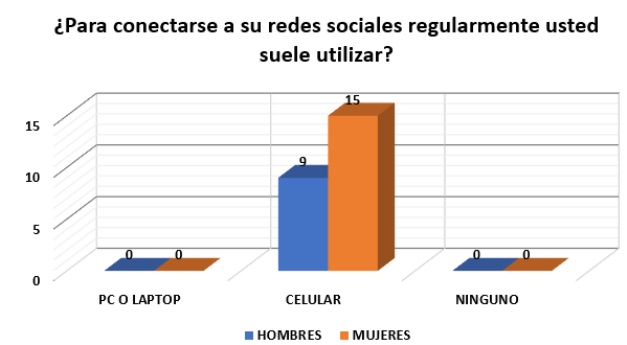 ¿Para conectarse a su redes sociales regularmente usted
suele utilizar?
15
10
5
0
0 0
9
15
0 0
PC O LAPTOP CELULAR NINGUNO
HOMBRES MUJERES